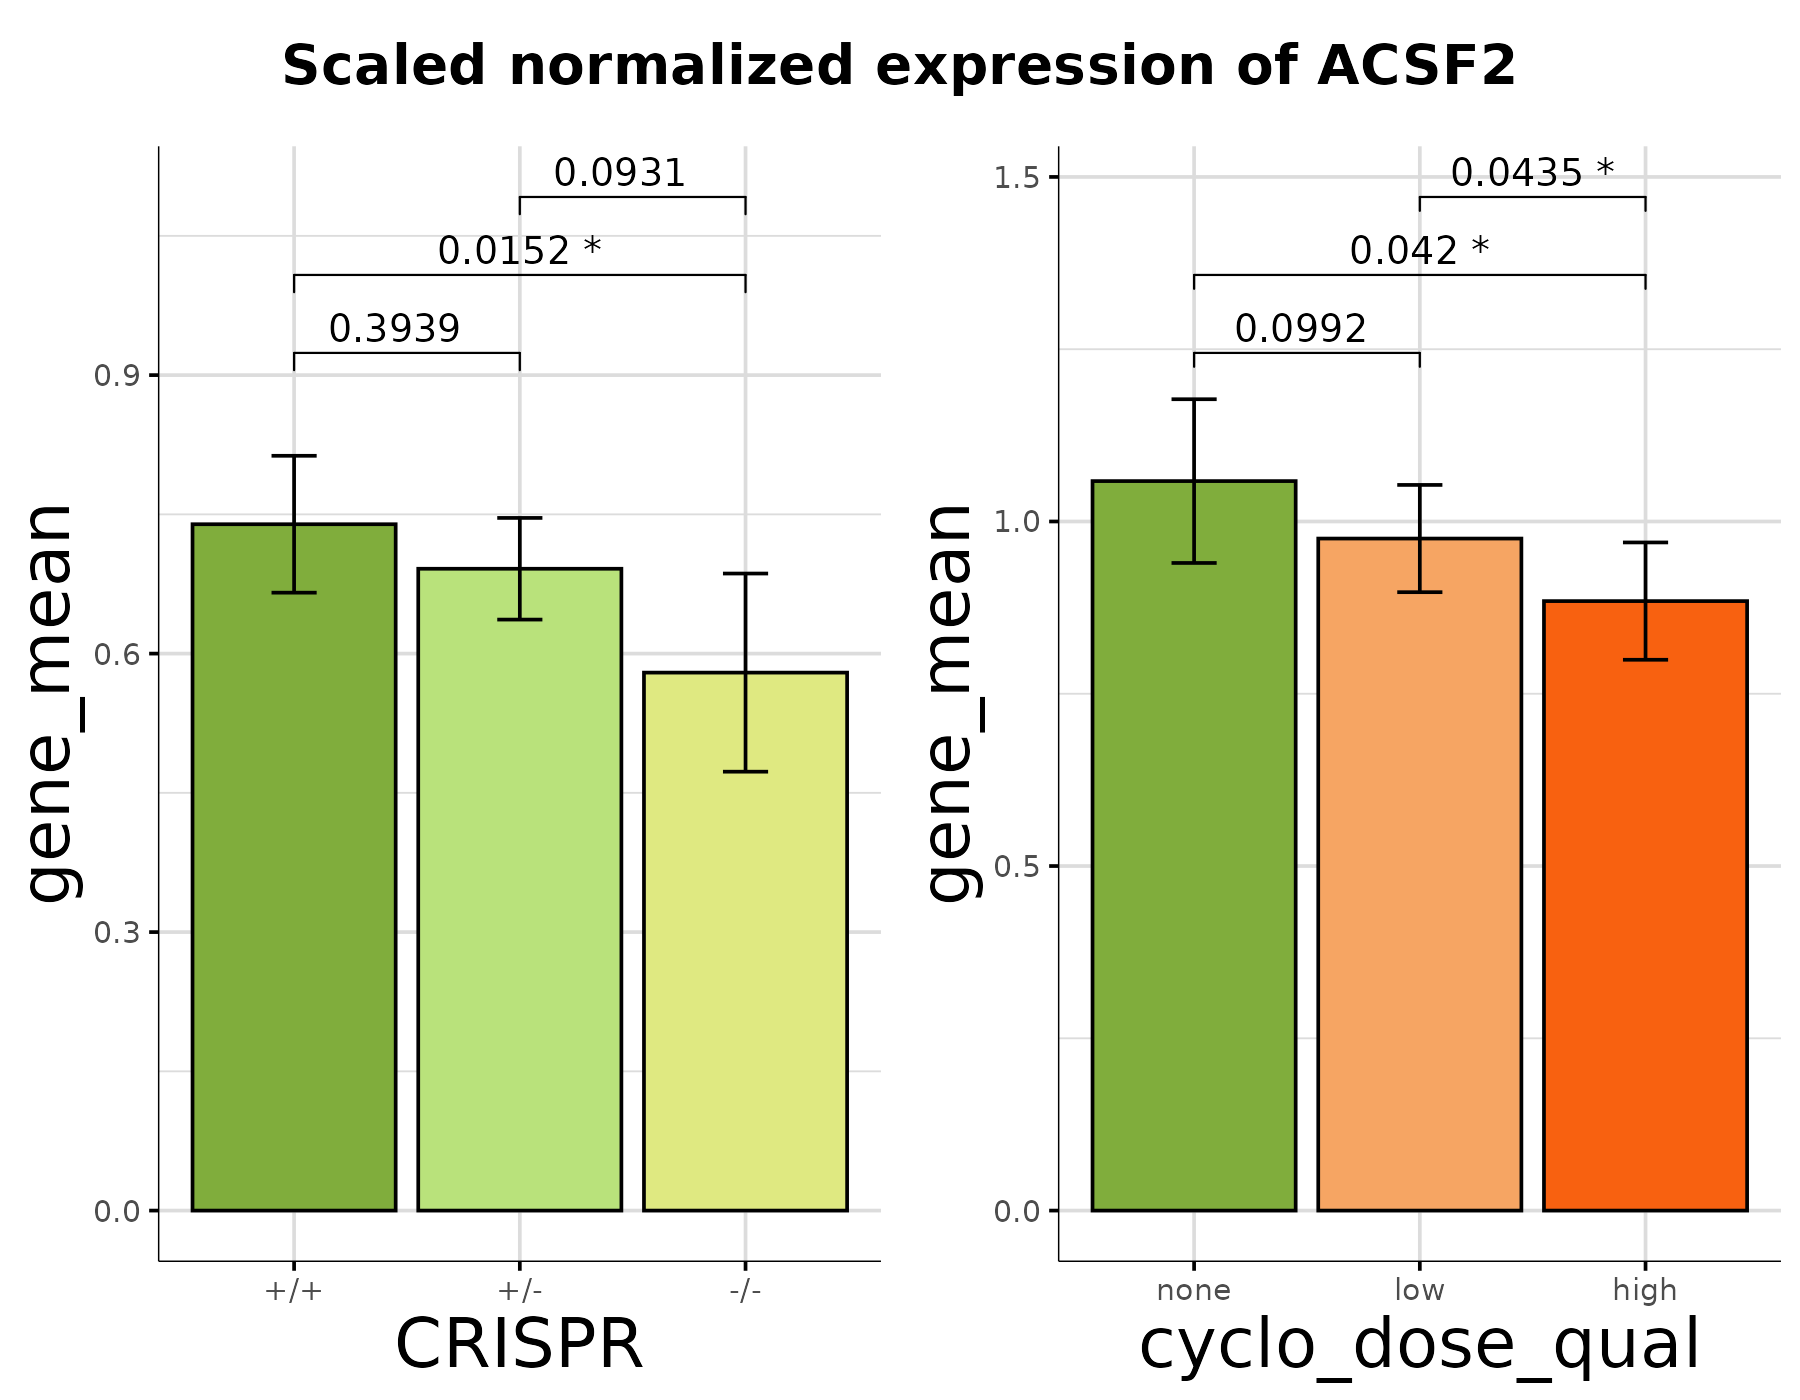 Scaled normalized expression of ACSF2
gene_mean
0.9
0.6
0.3
0.0
0.0931
0.0152 *
0.3939
+/+
+/-
-/-
CRISPR
gene_mean
1.5
1.0
0.5
0.0
0.0435 *
0.042 *
0.0992
none
low
high
cyclo_dose_qual